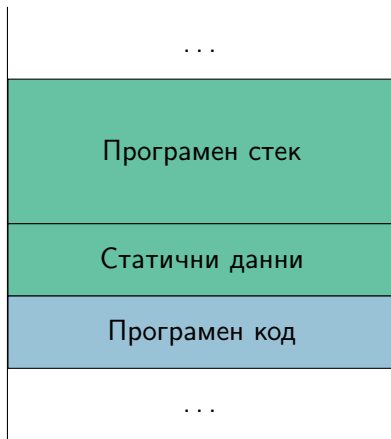 ...
Програмен стек
Статични данни
Програмен код
...